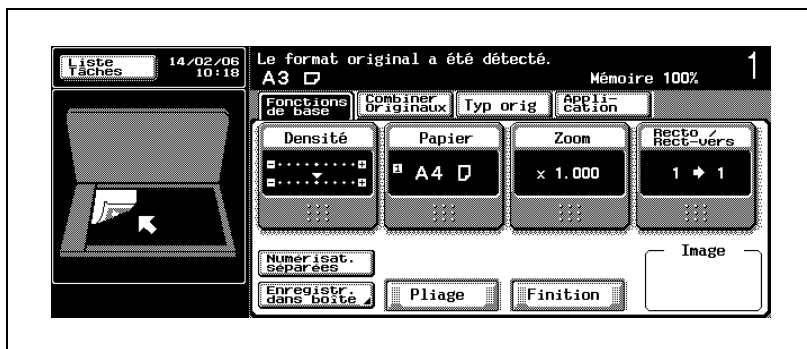 Liste
Tâches
14/02/06
10:18
Le format original a été détecté.
A3
Mémoire 100%
1
Fonctions
de base
Combiner
Originaux
Typ orig
Appli-
cation
Densité
Papier
Zoom
Recto /
Rect-vers
1 A4
x 1.000
1 ➔ 1
Numérisat.
séparées
Enregistr.
dans boîte
Pliage
Finition
Image